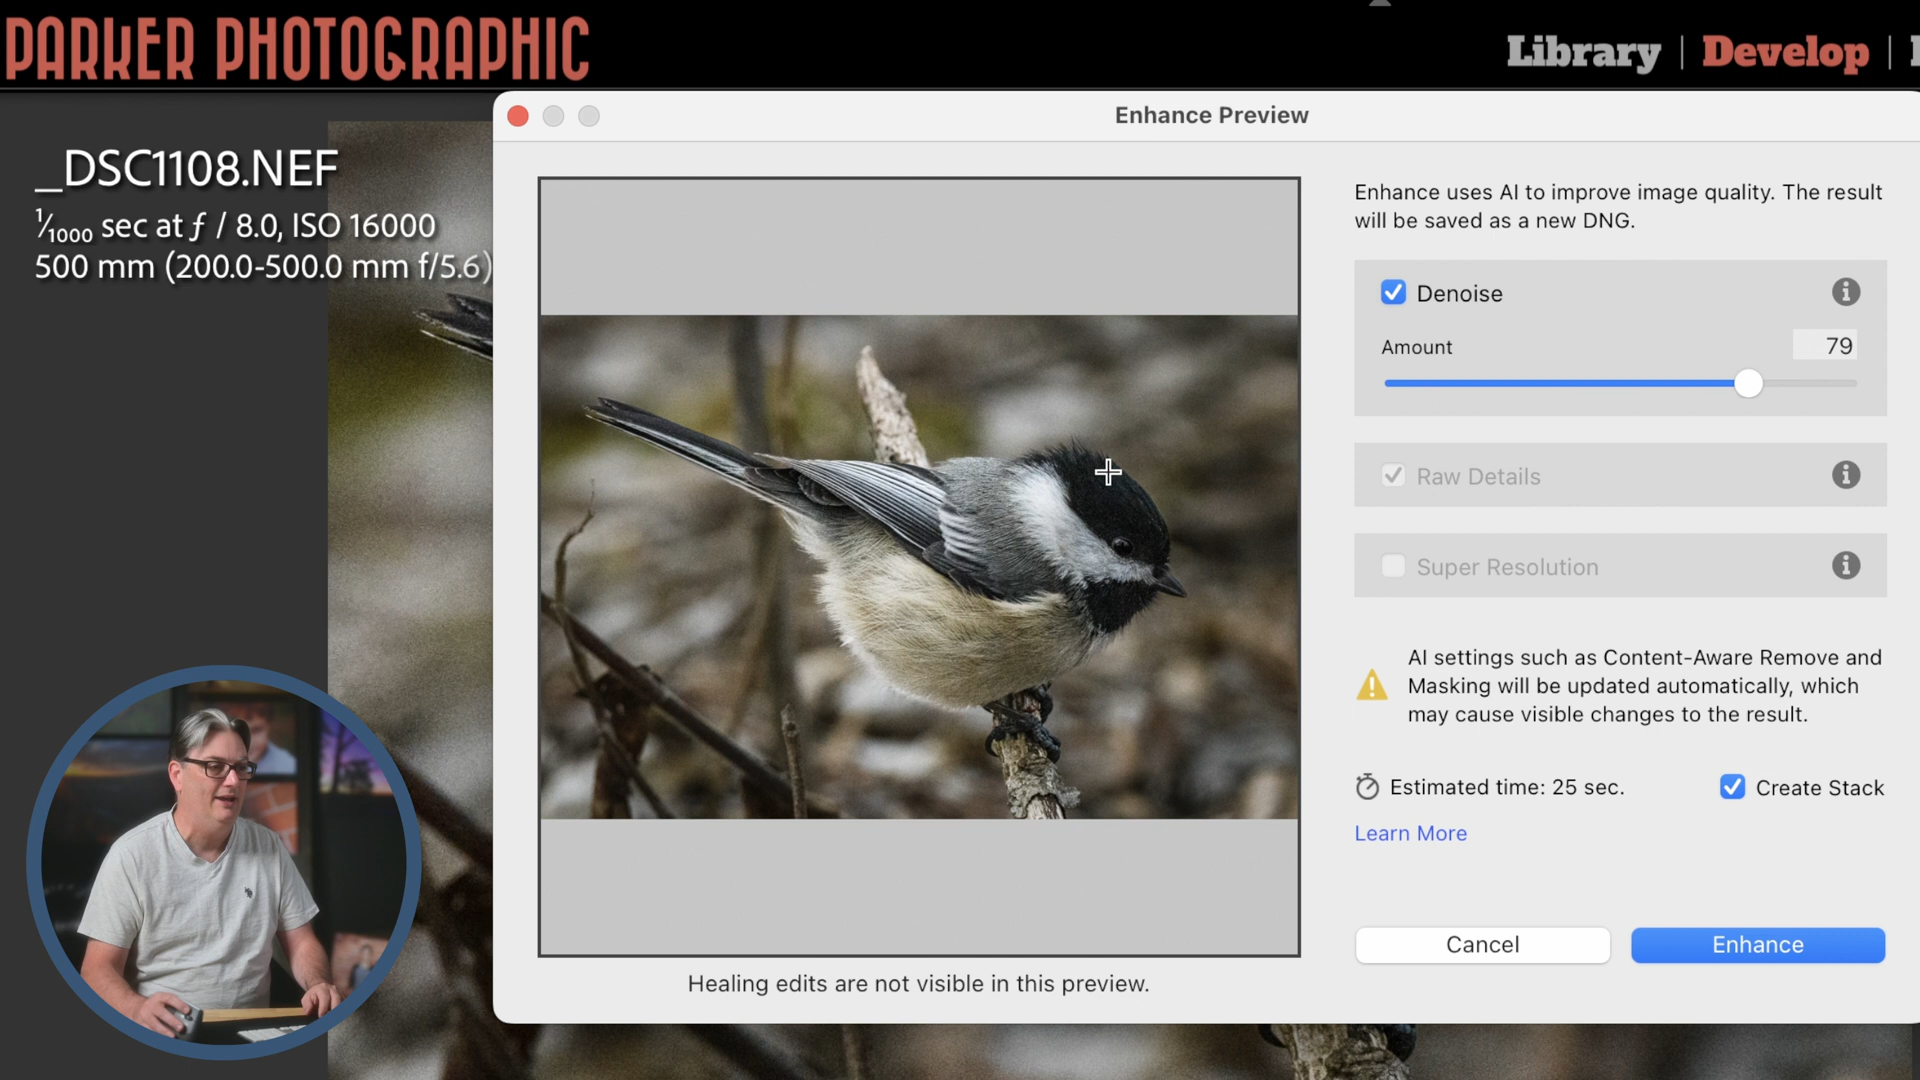 PARKER PHOTOGRAPHIC
Library | Develop |
Enhance Preview
_DSC1108.NEF
1/1000 sec at ƒ / 8.0, ISO 16000
500 mm (200.0-500.0 mm f/5.6)
Enhance uses AI to improve image quality. The result
will be saved as a new DNG.
Denoise
Amount 79
Raw Details
Super Resolution
AI settings such as Content-Aware Remove and
Masking will be updated automatically, which
may cause visible changes to the result.
Estimated time: 25 sec.
Create Stack
Learn More
Cancel
Enhance
Healing edits are not visible in this preview.